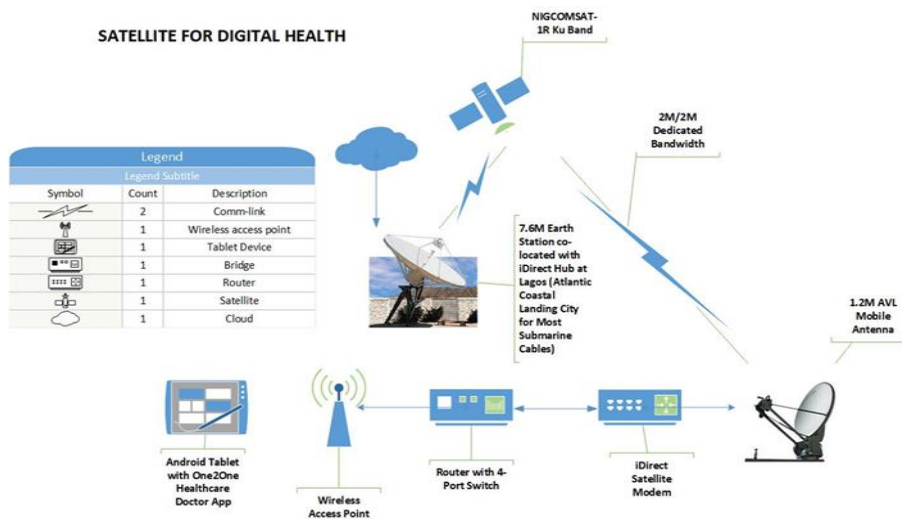 SATELLITE FOR DIGITAL HEALTH
NIGCOMSAT-
1R Ku Band
2M/2M
Dedicated
Bandwidth
Legend
Legend Subtitle
Symbol Count Description
2 Comm-link
1 Wireless access point
1 Tablet Device
1 Bridge
1 Router
1 Satellite
1 Cloud
7.6M Earth
Station co-
located with
iDirect Hub at
Lagos (Atlantic
Coastal
Landing City
for Most
Submarine
Cables)
1.2M AVL
Mobile
Antenna
Android Tablet
with One2One
Healthcare
Doctor App
Wireless
Access Point
Router with 4-
Port Switch
iDirect
Satellite
Modem